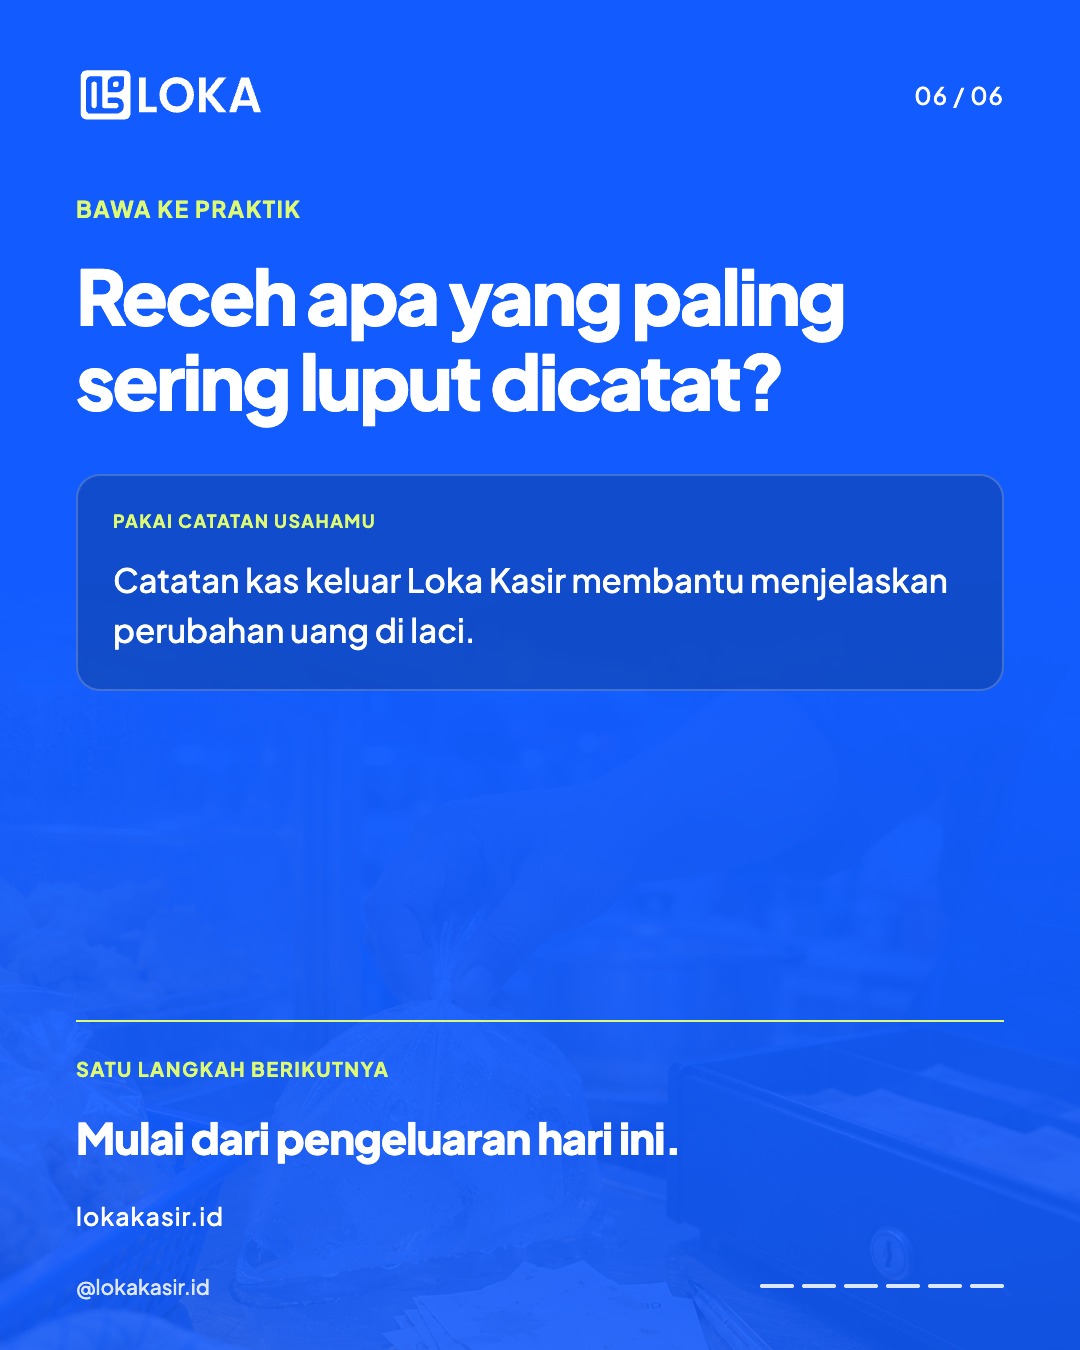 LOKA
06 / 06
BAWA KE PRAKTIK
Receh apa yang paling
sering luput dicatat?
PAKAI CATATAN USAHAMU
Catatan kas keluar Loka Kasir membantu menjelaskan
perubahan uang di laci.
SATU LANGKAH BERIKUTNYA
Mulai dari pengeluaran hari ini.
lokakasir.id
@lokakasir.id